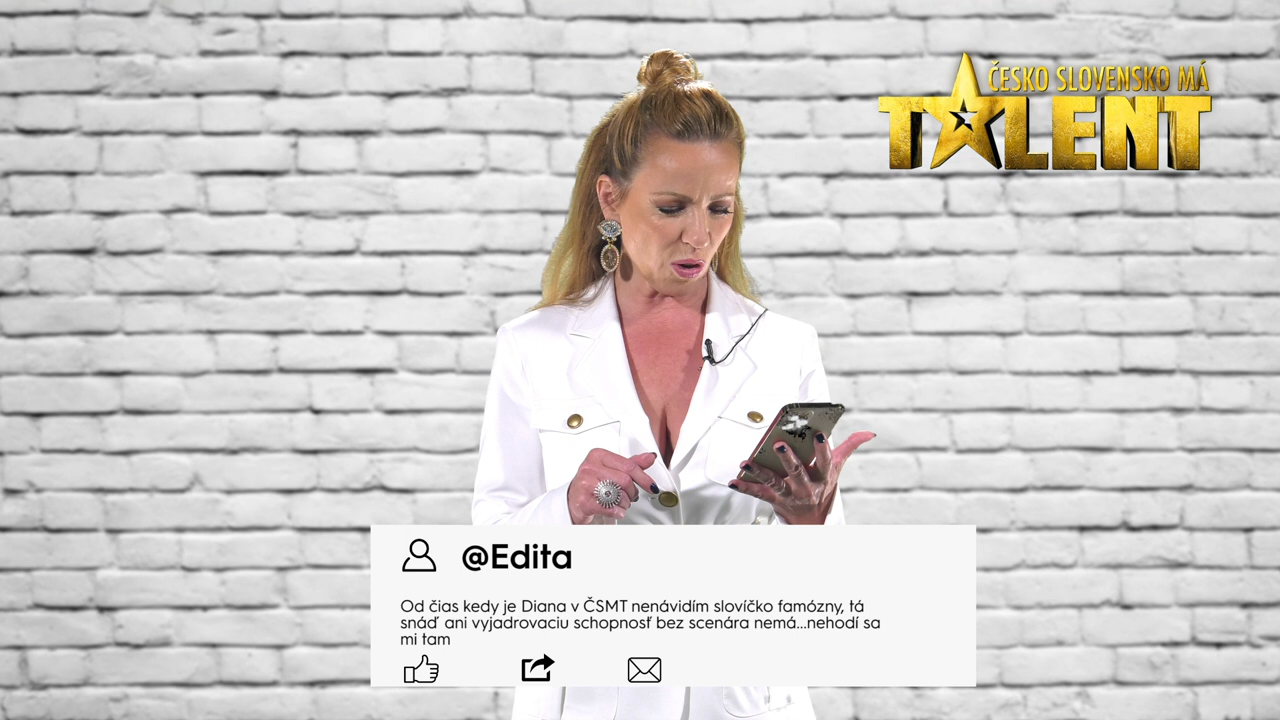 ČESKO SLOVENSKO MÁ
TALENT
@Edita
Od čias kedy je Diana v ČSMT nenávidím slovíčko famózny, tá
snáď ani vyjadrovaciu schopnosť bez scenára nemá...nehodí sa
mi tam